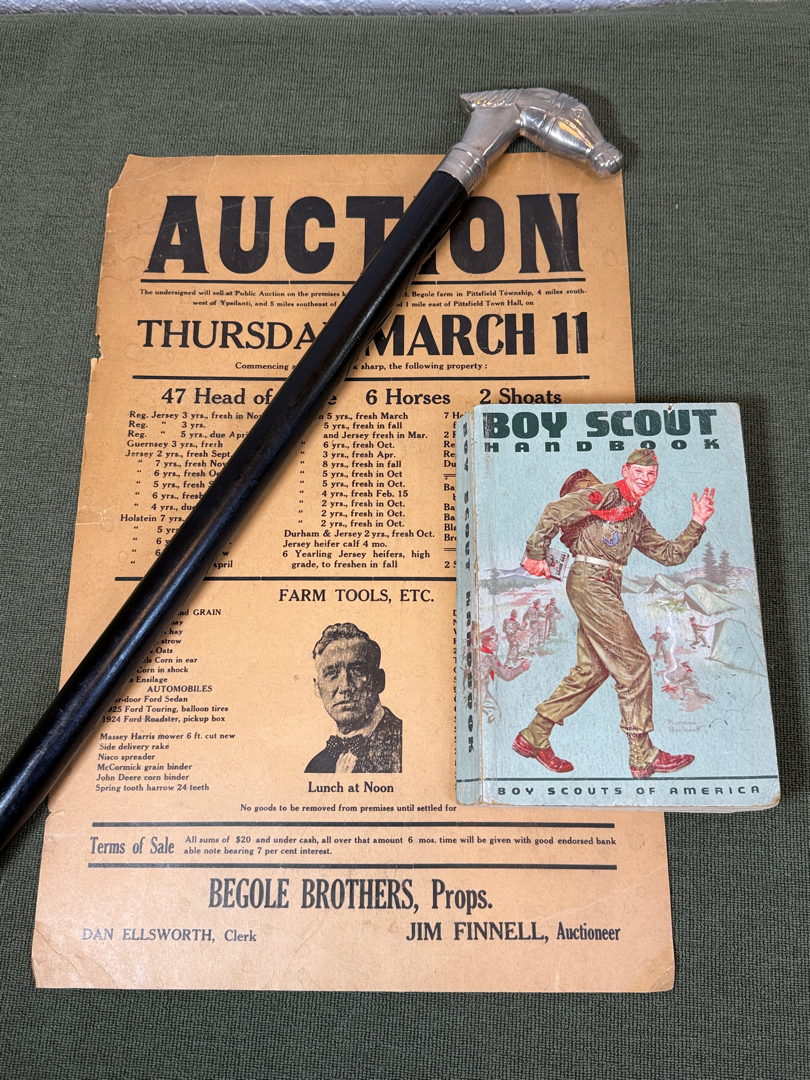 AUCTION
The undersigned will sell at Public Auction on the premises Begole farm in Pittsfield Township, 4 miles south-
west of Ypsilanti, and 5 miles southeast of 1 mile east of Pittsfield Town Hall, on
THURSDA MARCH 11
Commencing sharp, the following property :
47 Head of 6 Horses 2 Shoats
Reg. Jersey 3 yrs., fresh in
Reg. “ 3 yrs.
Reg. “ 5 yrs., due
Guernsey 3 yrs., fresh
Jersey 2 yrs., fresh Sept.
“ 7 yrs., fresh
“ 6 yrs., fresh
“ 5 yrs., fresh
“ 6 yrs.,
“ 4 yrs.,
Holstein 7 yrs.
“ 5
“ 6
“
5 yrs., fresh March
5 yrs., fresh in fall
and Jersey fresh in Mar.
“ 6 yrs., fresh Oct.
“ 3 yrs., fresh Apr.
“ 8 yrs., fresh in fall
“ 5 yrs., fresh in Oct
“ 5 yrs., fresh in Oct.
“ 4 yrs., fresh Feb. 15
“ 2 yrs., fresh in Oct.
“ 2 yrs., fresh in Oct.
“ 2 yrs., fresh in Oct.
Durham & Jersey 2 yrs., fresh Oct.
Jersey heifer calf 4 mo.
6 Yearling Jersey heifers, high
grade, to freshen in fall
FARM TOOLS, ETC.
and GRAIN
hay
Oats
Corn in ear
Corn in shock
Ensilage
AUTOMOBILES
Ford Sedan
Ford Touring, balloon tires
1924 Ford Roadster, pickup box
Massey Harris mower 6 ft. cut new
Side delivery rake
Nisco spreader
McCormick grain binder
John Deere corn binder
Spring tooth harrow 24 teeth
Lunch at Noon
No goods to be removed from premises until settled for
Terms of Sale All sums of $20 and under cash, all over that amount 6 mos. time will be given with good endorsed bank
able note bearing 7 per cent interest.
BEGOLE BROTHERS, Props.
DAN ELLSWORTH, Clerk JIM FINNELL, Auctioneer
BOY SCOUT
HANDBOOK
BOY SCOUTS OF AMERICA